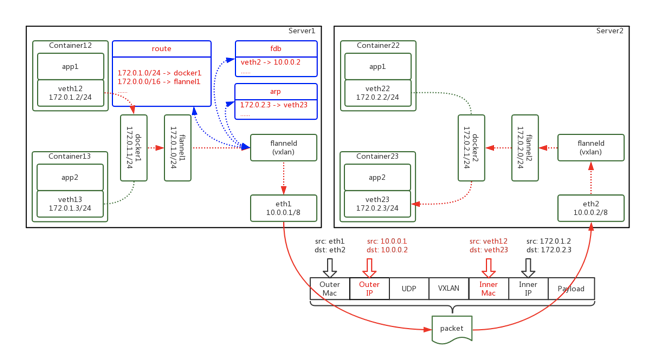 Server1
Container12
app1
veth12
172.0.1.2/24
Container13
app2
veth13
172.0.1.3/24
route
172.0.1.0/24 -> docker1
172.0.0.0/16 -> flannel1
......
docker1
172.0.1.1/24
flannel1
172.0.1.0/24
fdb
veth2 -> 10.0.0.2
......
arp
172.0.2.3 -> veth23
......
flanneld
(vxlan)
eth1
10.0.0.1/8
Server2
Container22
app1
veth22
172.0.2.2/24
Container23
app2
veth23
172.0.2.3/24
docker2
172.0.2.1/24
flannel2
172.0.2.0/24
flanneld
(vxlan)
eth2
10.0.0.2/8
src: eth1
dst: eth2
src: 10.0.0.1
dst: 10.0.0.2
src: veth12
dst: veth23
src: 172.0.1.2
dst: 172.0.2.3
Outer
Mac
Outer
IP
UDP
VXLAN
Inner
Mac
Inner
IP
Payload
packet